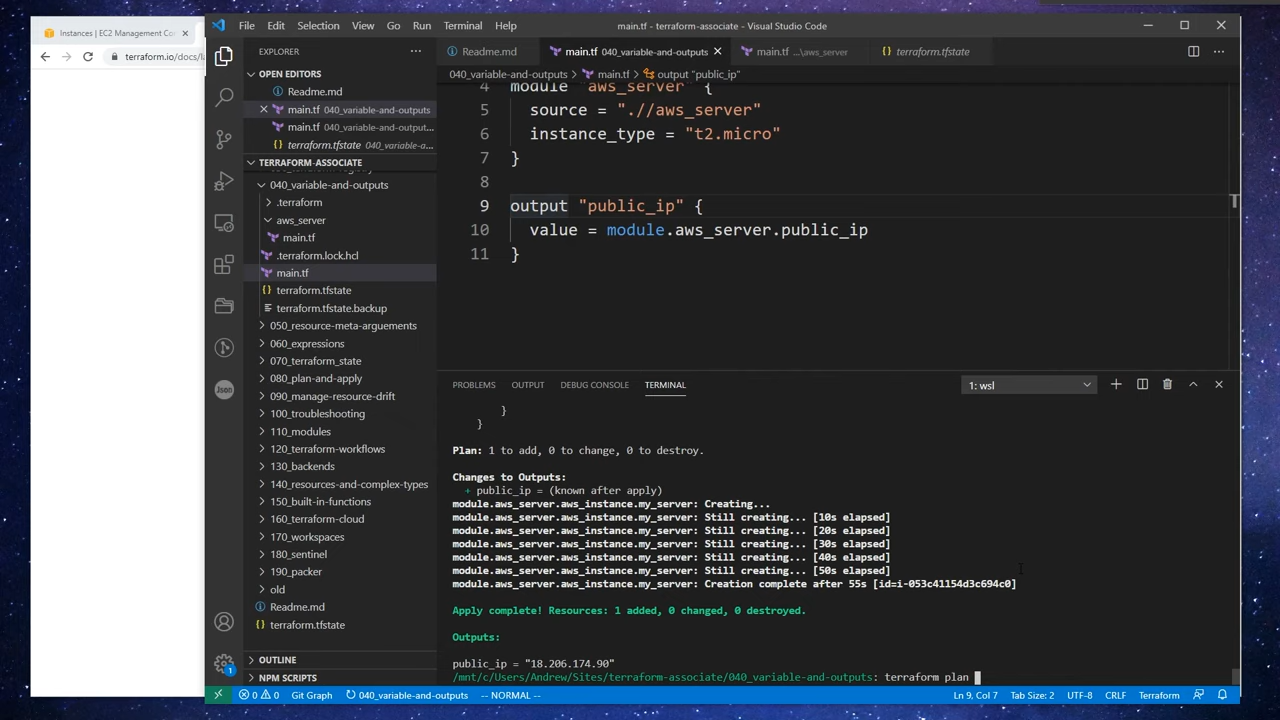 Instances | EC2 Management Co
terraform.io/docs/la
File Edit Selection View Go Run Terminal Help
main.tf - terraform-associate - Visual Studio Code
EXPLORER
OPEN EDITORS
Readme.md
main.tf 040_variable-and-outputs
main.tf 040_variable-and-output...
terraform.tfstate 040_variable-a...
TERRAFORM-ASSOCIATE
040_variable-and-outputs
.terraform
aws_server
main.tf
.terraform.lock.hcl
main.tf
terraform.tfstate
terraform.tfstate.backup
050_resource-meta-arguements
060_expressions
070_terraform_state
080_plan-and-apply
090_manage-resource-drift
100_troubleshooting
110_modules
120_terraform-workflows
130_backends
140_resources-and-complex-types
150_built-in-functions
160_terraform-cloud
170_workspaces
180_sentinel
190_packer
old
Readme.md
terraform.tfstate
OUTLINE
NPM SCRIPTS
Json
1
Readme.md
main.tf 040_variable-and-outputs
main.tf ...\aws_server
terraform.tfstate
040_variable-and-outputs > main.tf > output "public_ip"
4 module "aws_server" {
5 source = ".//aws_server"
6 instance_type = "t2.micro"
7 }
8
9 output "public_ip" {
10 value = module.aws_server.public_ip
11 }
PROBLEMS OUTPUT DEBUG CONSOLE TERMINAL
1: wsl
}
}
Plan: 1 to add, 0 to change, 0 to destroy.
Changes to Outputs:
+ public_ip = (known after apply)
module.aws_server.aws_instance.my_server: Creating...
module.aws_server.aws_instance.my_server: Still creating... [10s elapsed]
module.aws_server.aws_instance.my_server: Still creating... [20s elapsed]
module.aws_server.aws_instance.my_server: Still creating... [30s elapsed]
module.aws_server.aws_instance.my_server: Still creating... [40s elapsed]
module.aws_server.aws_instance.my_server: Still creating... [50s elapsed]
module.aws_server.aws_instance.my_server: Creation complete after 55s [id=i-053c41154d3c694c0]
Apply complete! Resources: 1 added, 0 changed, 0 destroyed.
Outputs:
public_ip = "18.206.174.90"
/mnt/c/Users/Andrew/Sites/terraform-associate/040_variable-and-outputs: terraform plan
0 0 Git Graph 040_variable-and-outputs -- NORMAL -- Ln 9, Col 7 Tab Size: 2 UTF-8 CRLF Terraform